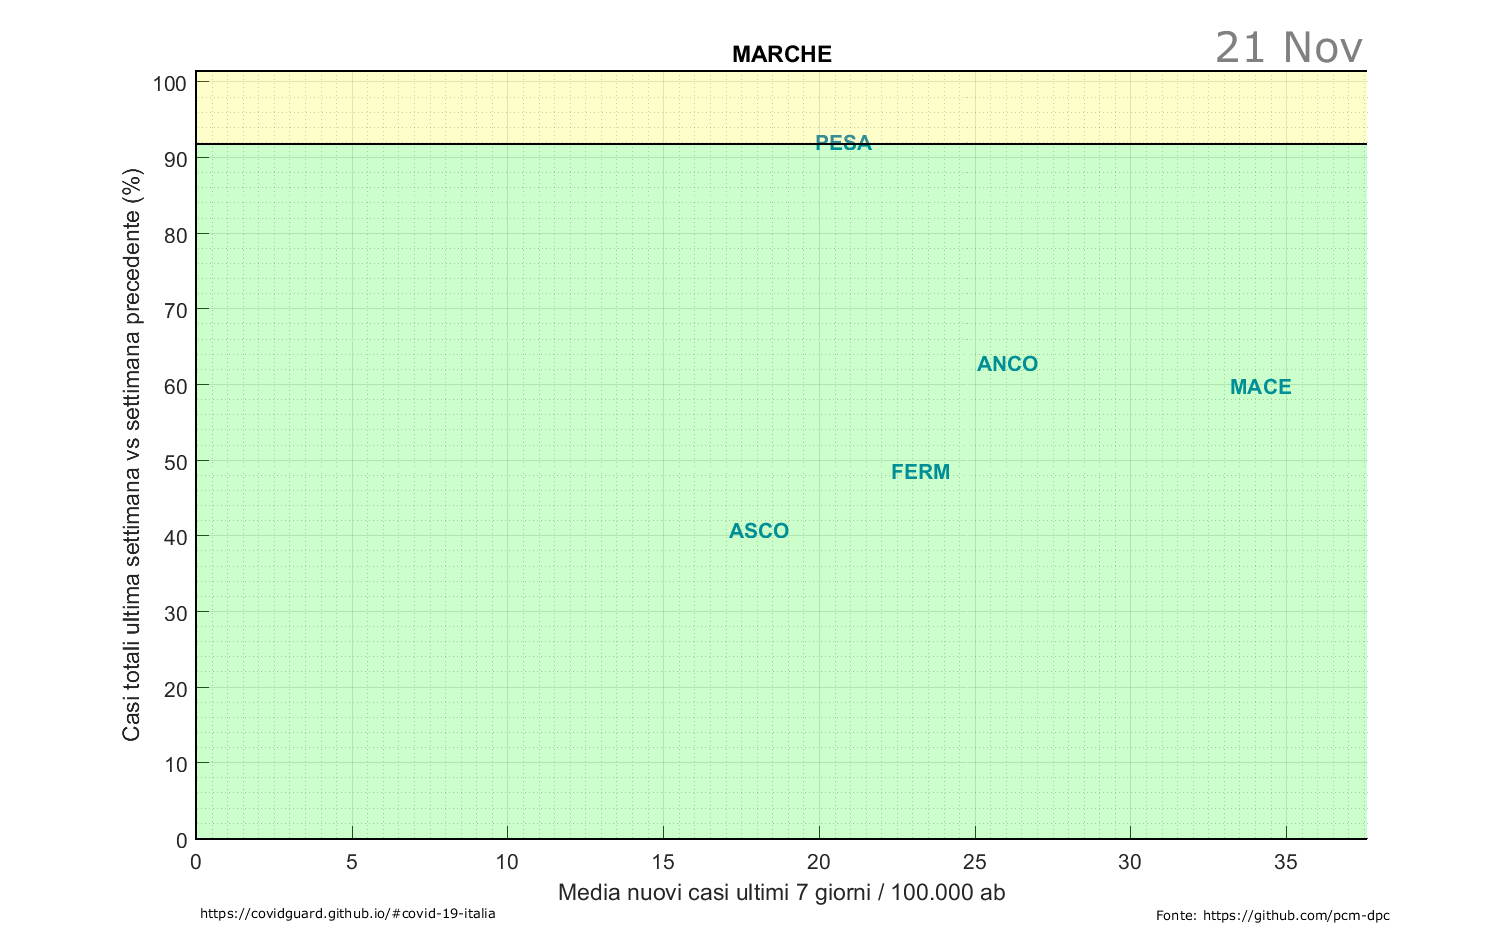 MARCHE
21 Nov
100
90
80
70
60
50
40
30
20
10
0
Casi totali ultima settimana vs settimana precedente (%)
PESA
ANCO
MACE
FERM
ASCO
0 5 10 15 20 25 30 35
Media nuovi casi ultimi 7 giorni / 100.000 ab
https://covidguard.github.io/#covid-19-italia
Fonte: https://github.com/pcm-dpc